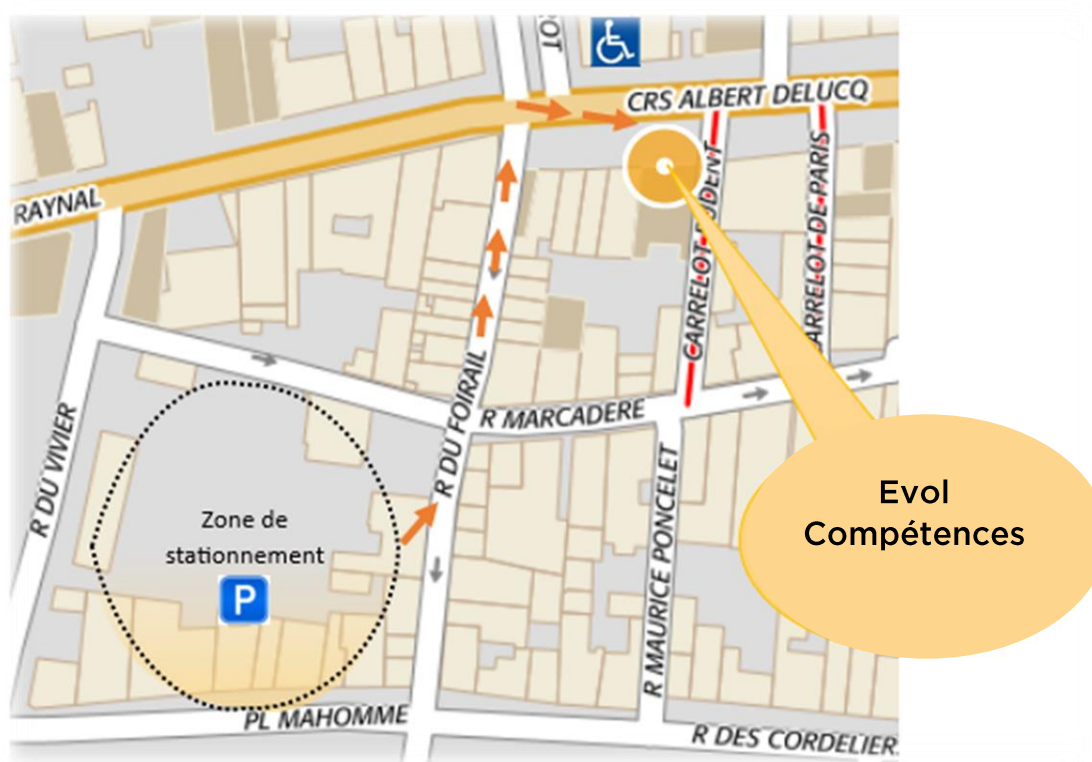 OT
CRS ALBERT DELUCQ
RAYNAL
CARRELOT DE PARIS
R DU FOIRAIL
R MARCADERE
R DU VIVIER
R MAURICE PONCELET
Zone de
stationnement
P
Evol
Compétences
PL MAHOMME
R DES CORDELIER